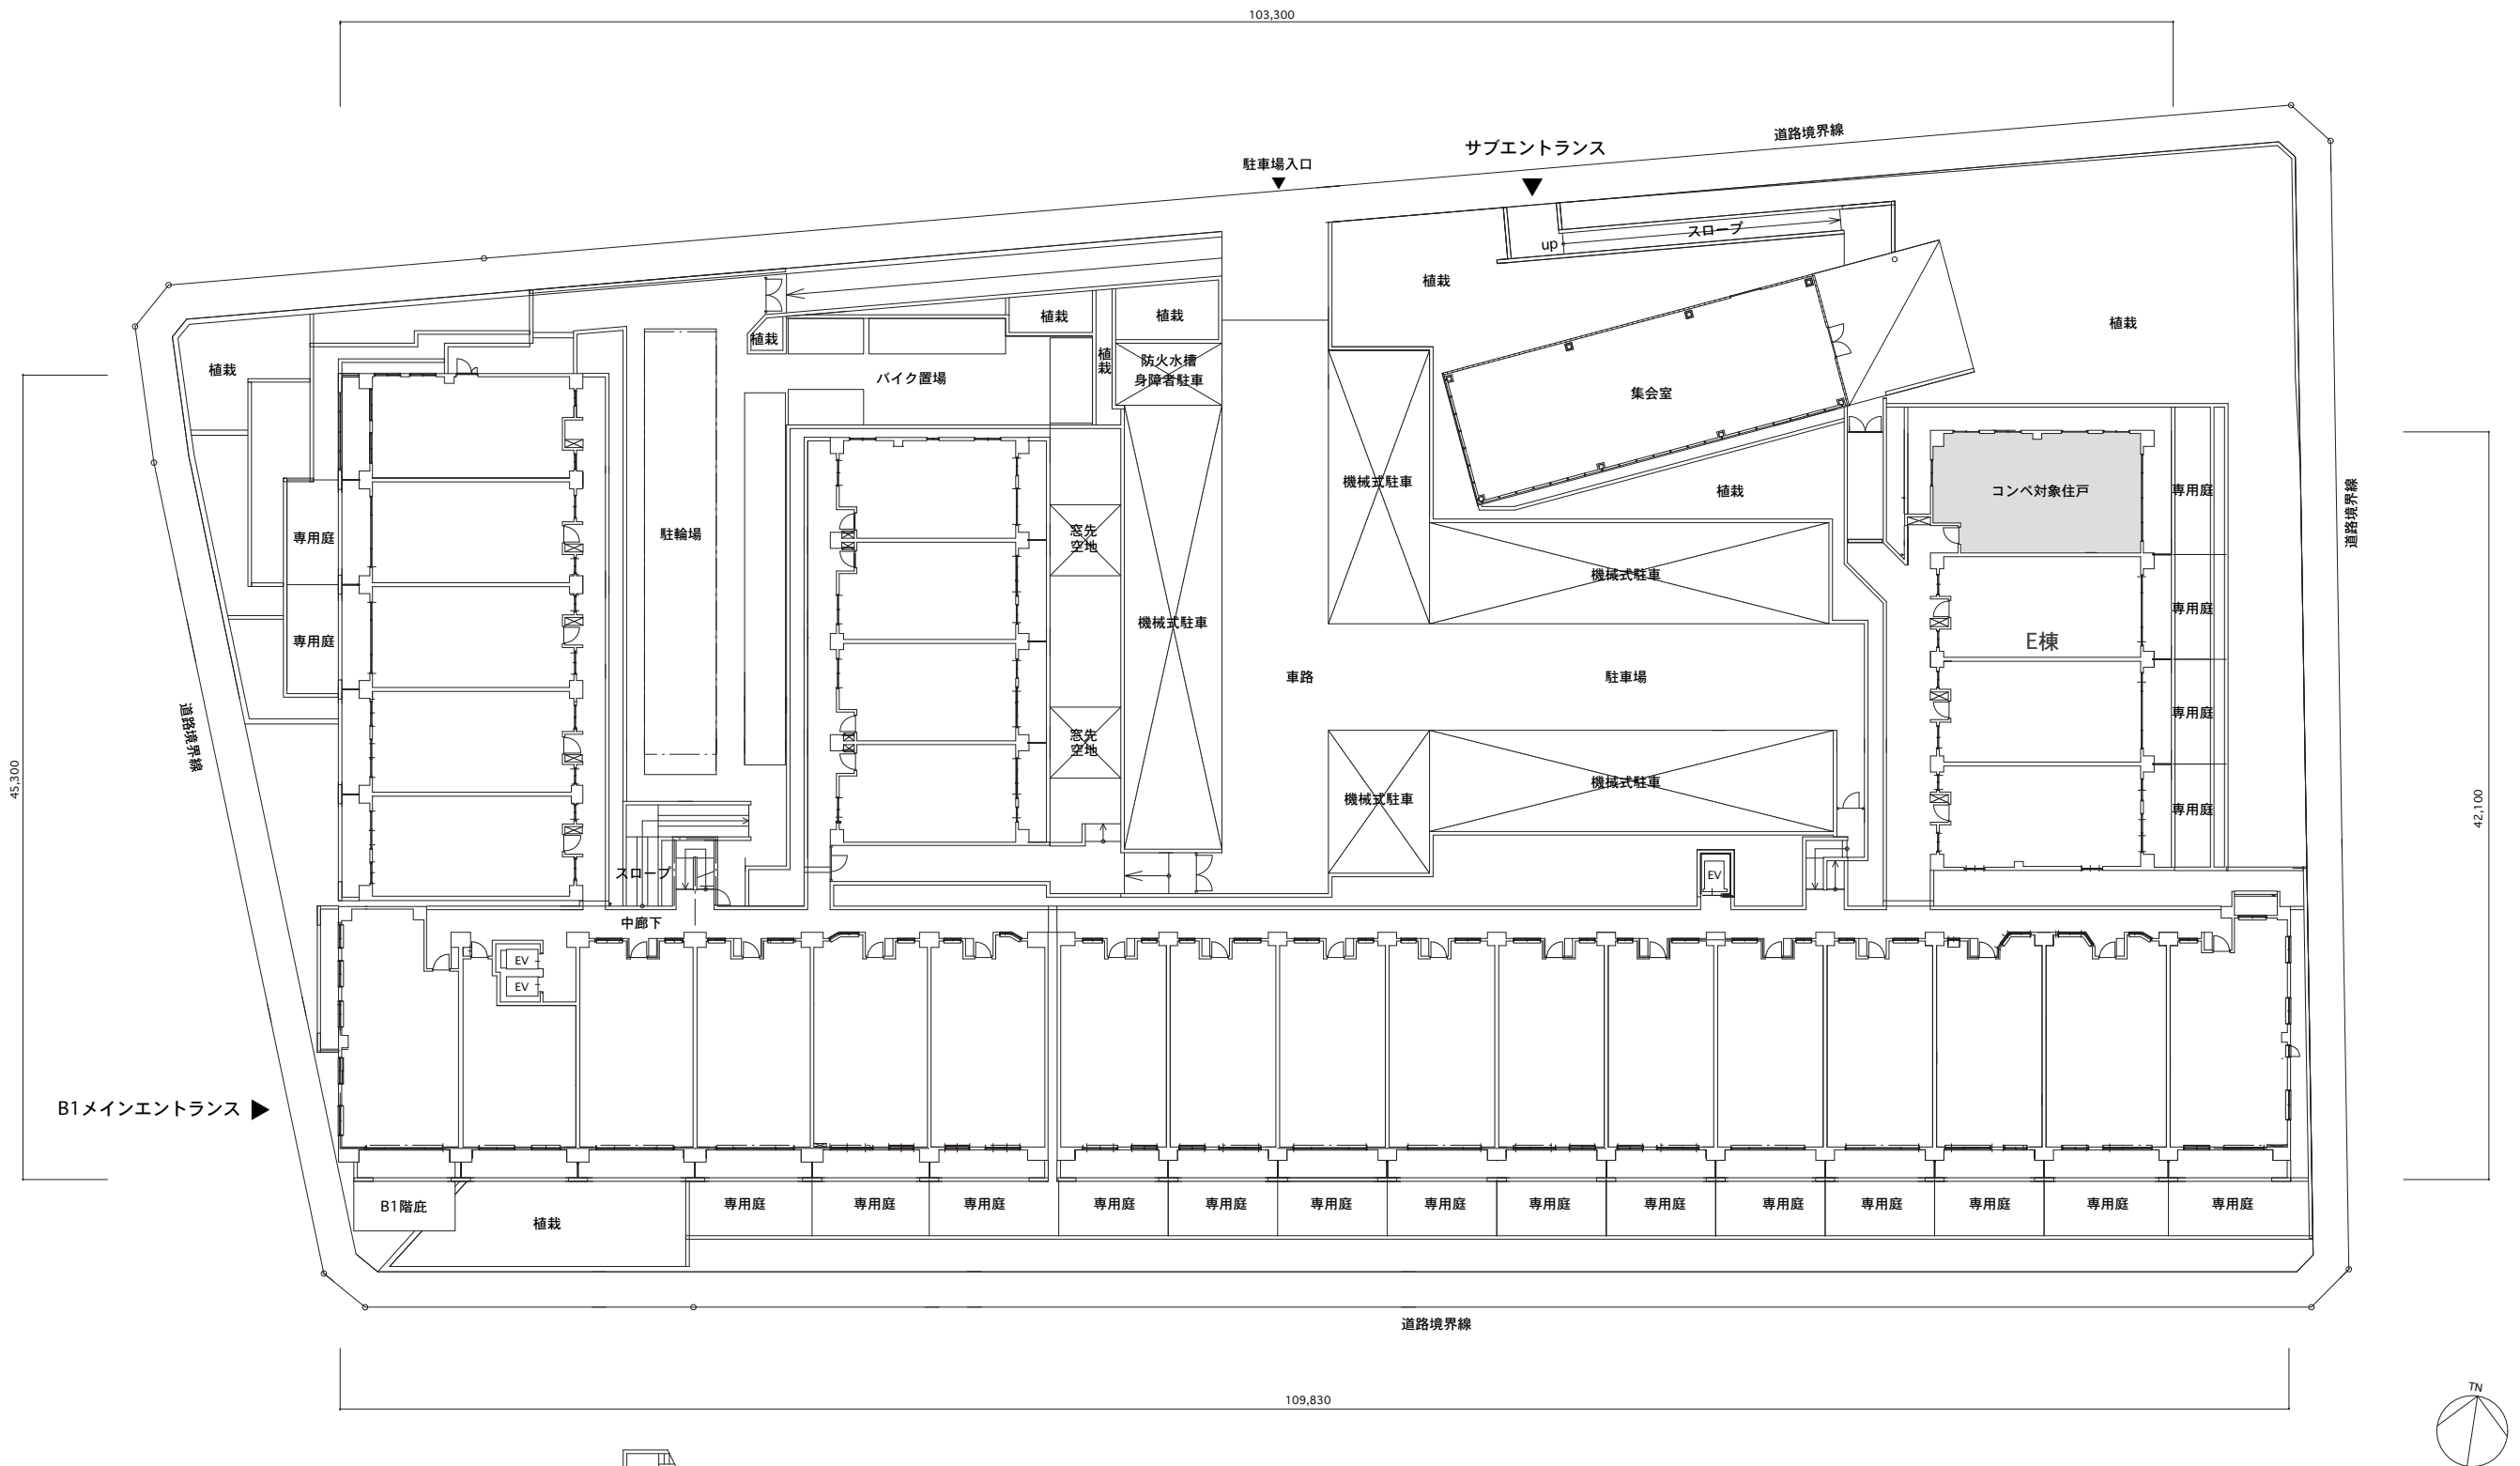 103,300
道路境界線
サブエントランス
駐車場入口
スロープ
up
植栽
植栽
植栽
植栽
植栽
植栽
植栽
防火水槽
身障者駐車
バイク置場
集会室
機械式駐車
植栽
コンペ対象住戸
専用庭
道路境界線
専用庭
駐輪場
窓先
空地
機械式駐車
専用庭
E棟
専用庭
機械式駐車
車路
駐車場
専用庭
道路境界線
窓先
空地
機械式駐車
機械式駐車
専用庭
45,300
42,100
スロープ
EV
中廊下
EV
EV
B1メインエントランス
B1階庇
植栽
専用庭
専用庭
専用庭
専用庭
専用庭
専用庭
専用庭
専用庭
専用庭
専用庭
専用庭
専用庭
専用庭
専用庭
道路境界線
109,830
TN